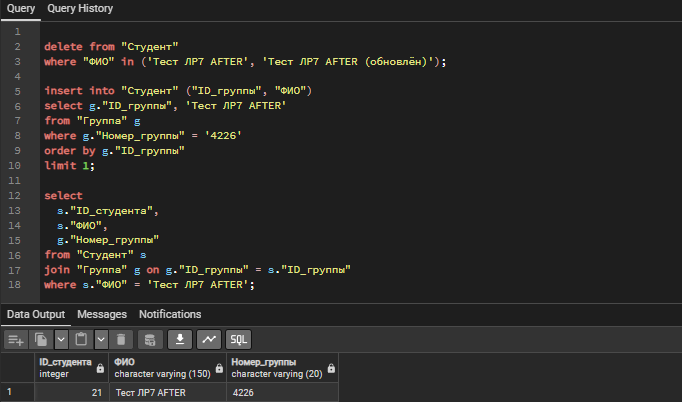 Query Query History
1
2 delete from "Студент"
3 where "ФИО" in ('Тест ЛР7 AFTER', 'Тест ЛР7 AFTER (обновлён)');
4
5 insert into "Студент" ("ID_группы", "ФИО")
6 select g."ID_группы", 'Тест ЛР7 AFTER'
7 from "Группа" g
8 where g."Номер_группы" = '4226'
9 order by g."ID_группы"
10 limit 1;
11
12 select
13 s."ID_студента",
14 s."ФИО",
15 g."Номер_группы"
16 from "Студент" s
17 join "Группа" g on g."ID_группы" = s."ID_группы"
18 where s."ФИО" = 'Тест ЛР7 AFTER';
Data Output Messages Notifications
SQL
ID_студента ФИО Номер_группы
integer character varying (150) character varying (20)
1 21 Тест ЛР7 AFTER 4226